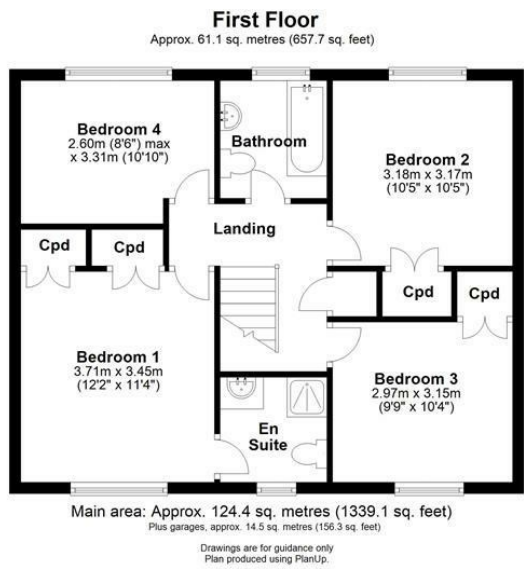 First Floor
Approx. 61.1 sq. metres (657.7 sq. feet)
Bedroom 4
2.60m (8'6") max
x 3.31m (10'10")
Bathroom
Bedroom 2
3.18m x 3.17m
(10'5" x 10'5")
Landing
Cpd
Cpd
Cpd
Cpd
Bedroom 1
3.71m x 3.45m
(12'2" x 11'4")
Bedroom 3
2.97m x 3.15m
(9'9" x 10'4")
En
Suite
Main area: Approx. 124.4 sq. metres (1339.1 sq. feet)
Plus garages, approx. 14.5 sq. metres (156.3 sq. feet)
Drawings are for guidance only
Plan produced using PlanUp.